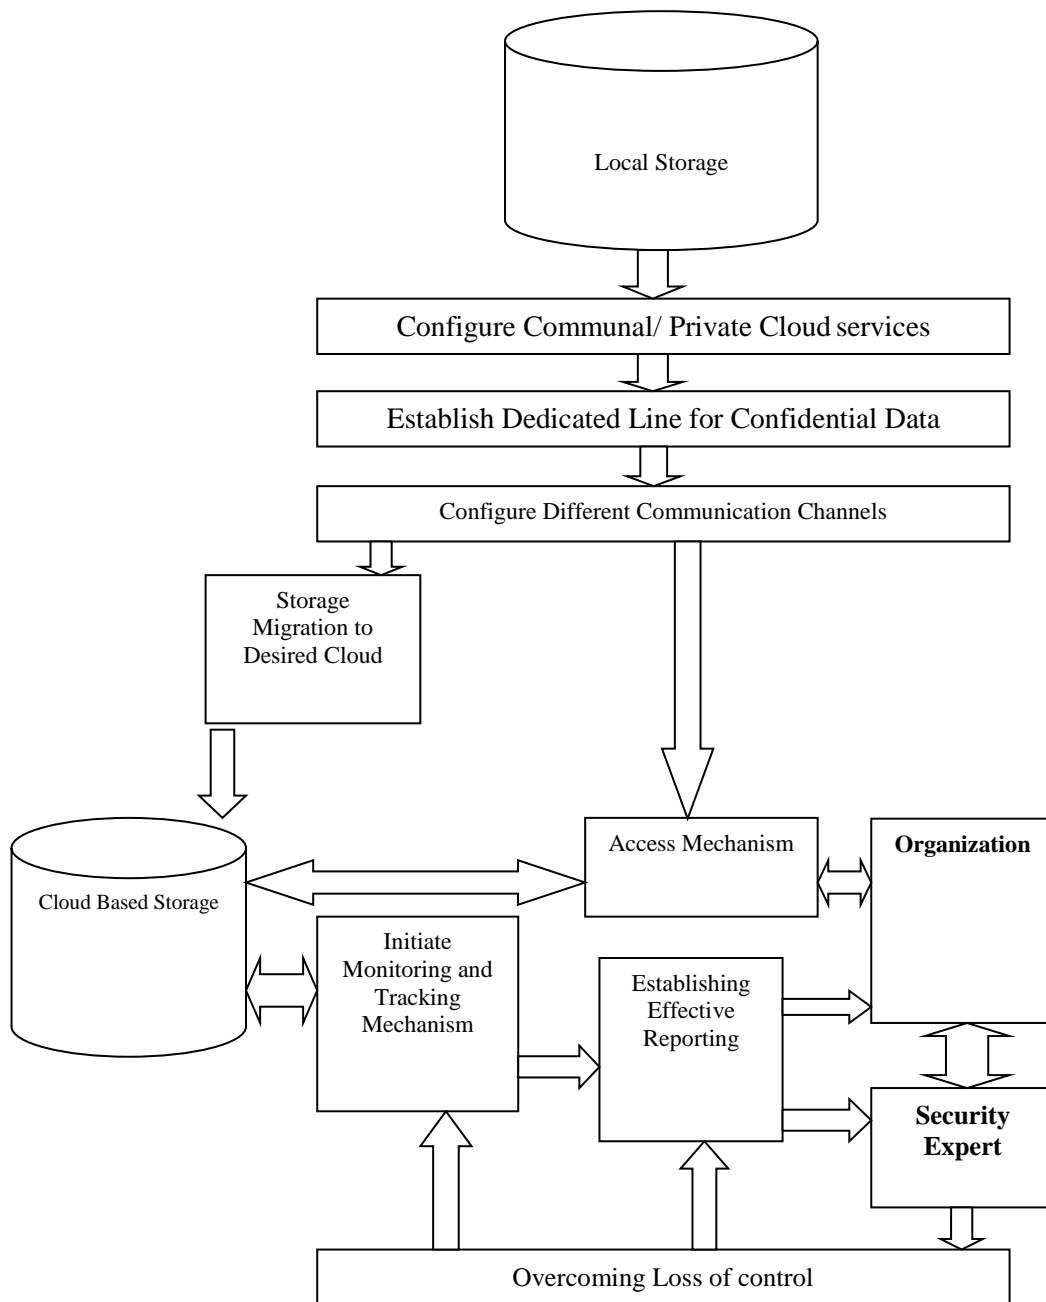 Local Storage
Configure Communal/ Private Cloud services
Establish Dedicated Line for Confidential Data
Configure Different Communication Channels
Storage
Migration to
Desired Cloud
Access Mechanism
Organization
Cloud Based Storage
Initiate
Monitoring and
Tracking
Mechanism
Establishing
Effective
Reporting
Security
Expert
Overcoming Loss of control